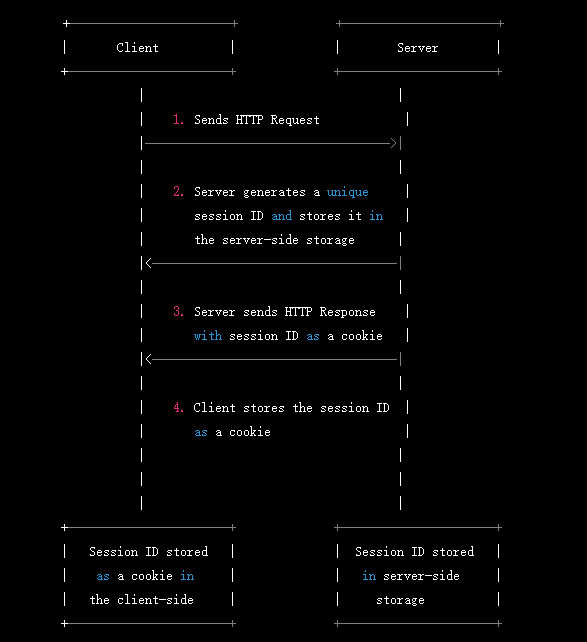 Client
Server
1. Sends HTTP Request
2. Server generates a unique
session ID and stores it in
the server-side storage
3. Server sends HTTP Response
with session ID as a cookie
4. Client stores the session ID
as a cookie
Session ID stored
as a cookie in
the client-side
Session ID stored
in server-side
storage